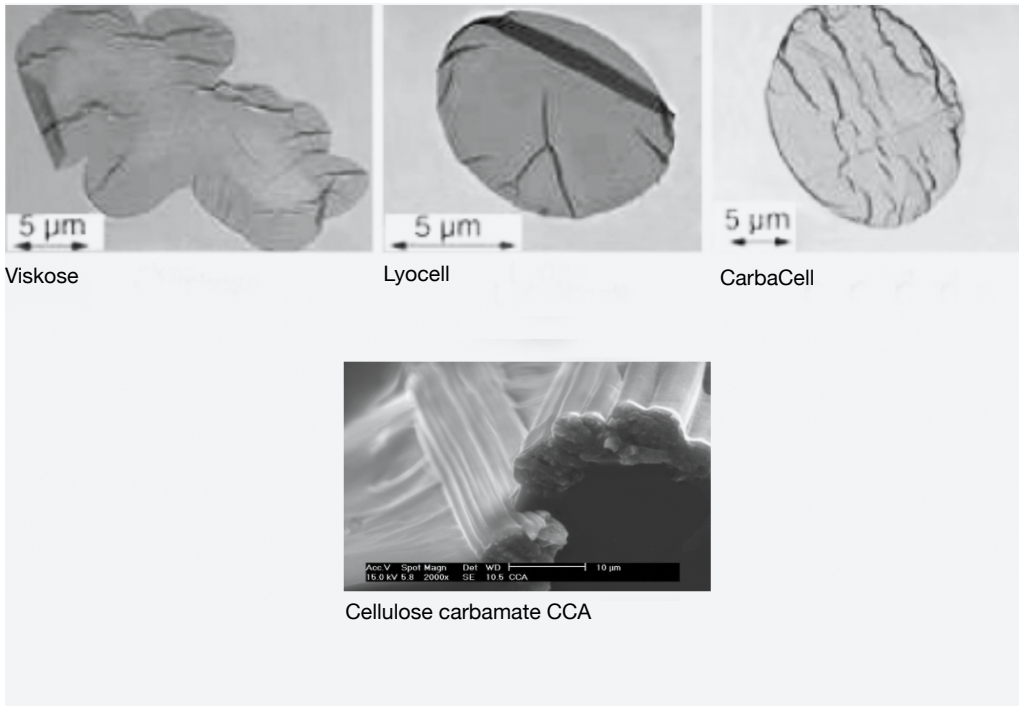 5 µm
5 µm
5 µm
Viskose
Lyocell
CarbaCell
Acc.V Spot Magn Det WD 10 µm
15.0 kV 5.8 2000x SE 10.5 CCA
Cellulose carbamate CCA